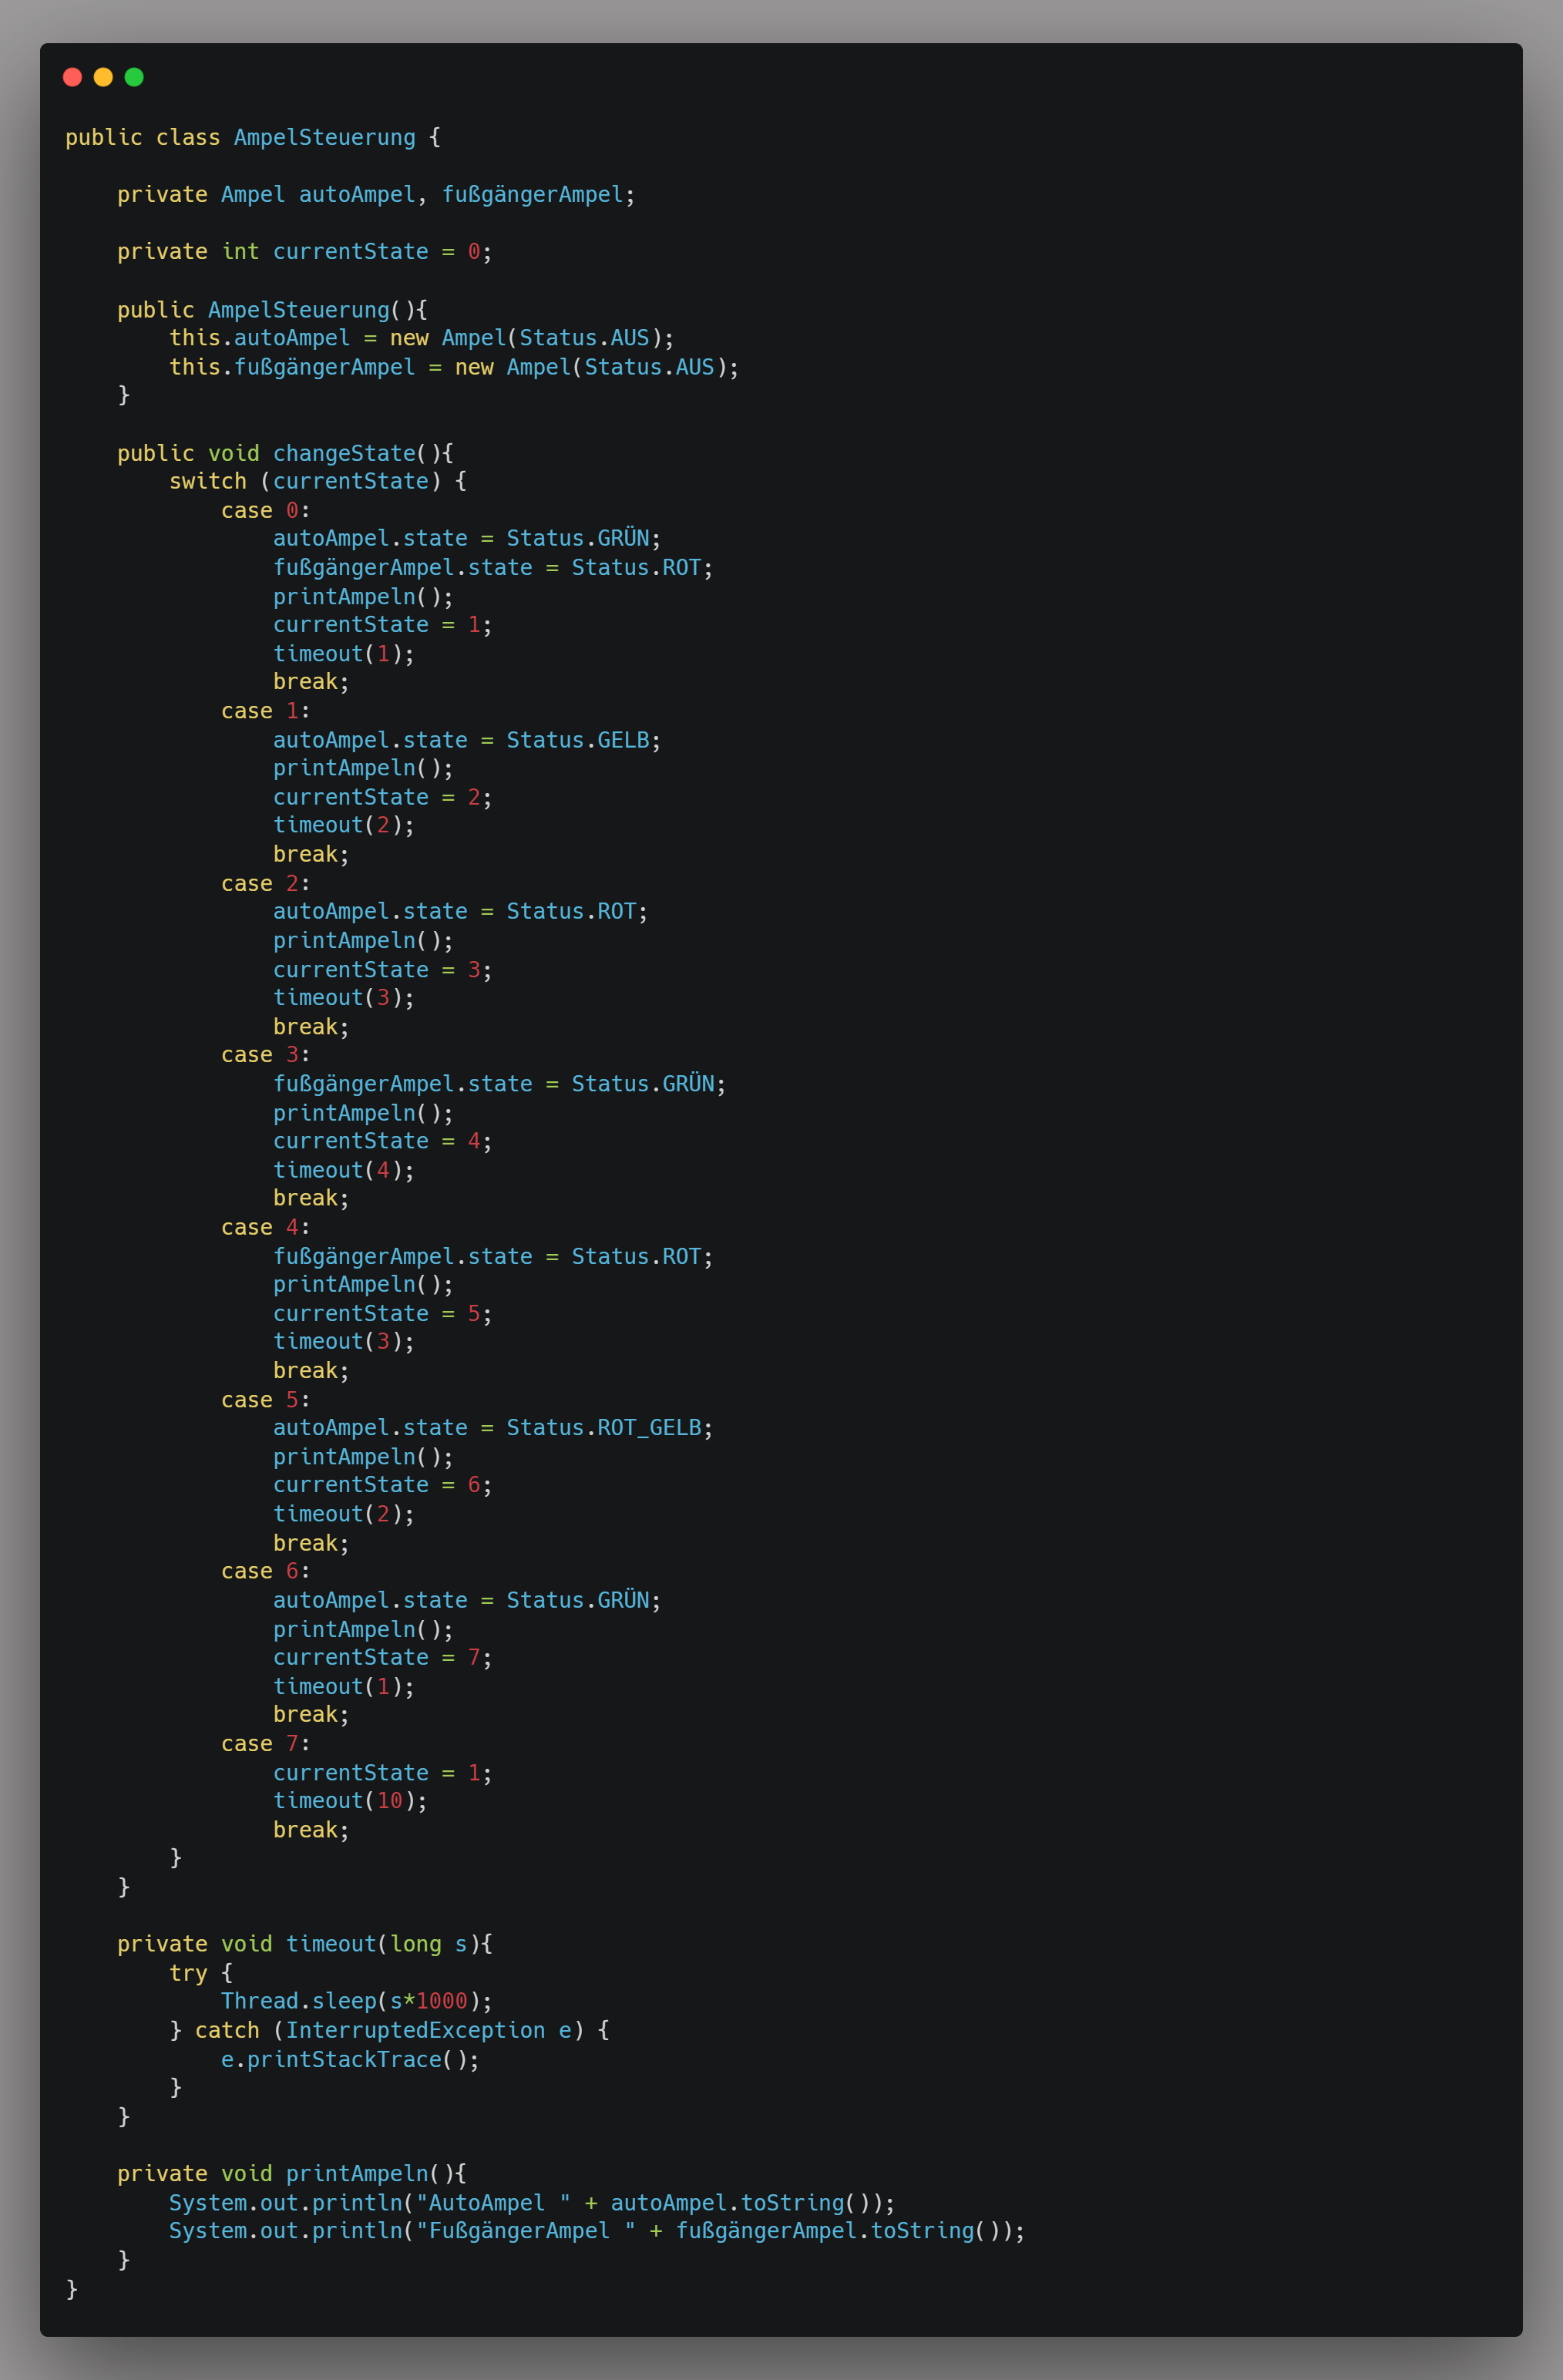 public class AmpelSteuerung {
    private Ampel autoAmpel, fußgängerAmpel;
    private int currentState = 0;
    public AmpelSteuerung(){
        this.autoAmpel = new Ampel(Status.AUS);
        this.fußgängerAmpel = new Ampel(Status.AUS);
    }
    public void changeState(){
        switch (currentState) {
            case 0:
                autoAmpel.state = Status.GRÜN;
                fußgängerAmpel.state = Status.ROT;
                printAmpeln();
                currentState = 1;
                timeout(1);
                break;
            case 1:
                autoAmpel.state = Status.GELB;
                printAmpeln();
                currentState = 2;
                timeout(2);
                break;
            case 2:
                autoAmpel.state = Status.ROT;
                printAmpeln();
                currentState = 3;
                timeout(3);
                break;
            case 3:
                fußgängerAmpel.state = Status.GRÜN;
                printAmpeln();
                currentState = 4;
                timeout(4);
                break;
            case 4:
                fußgängerAmpel.state = Status.ROT;
                printAmpeln();
                currentState = 5;
                timeout(3);
                break;
            case 5:
                autoAmpel.state = Status.ROT_GELB;
                printAmpeln();
                currentState = 6;
                timeout(2);
                break;
            case 6:
                autoAmpel.state = Status.GRÜN;
                printAmpeln();
                currentState = 7;
                timeout(1);
                break;
            case 7:
                currentState = 1;
                timeout(10);
                break;
        }
    }
    private void timeout(long s){
        try {
            Thread.sleep(s*1000);
        } catch (InterruptedException e) {
            e.printStackTrace();
        }
    }
    private void printAmpeln(){
        System.out.println("AutoAmpel " + autoAmpel.toString());
        System.out.println("FußgängerAmpel " + fußgängerAmpel.toString());
    }
}